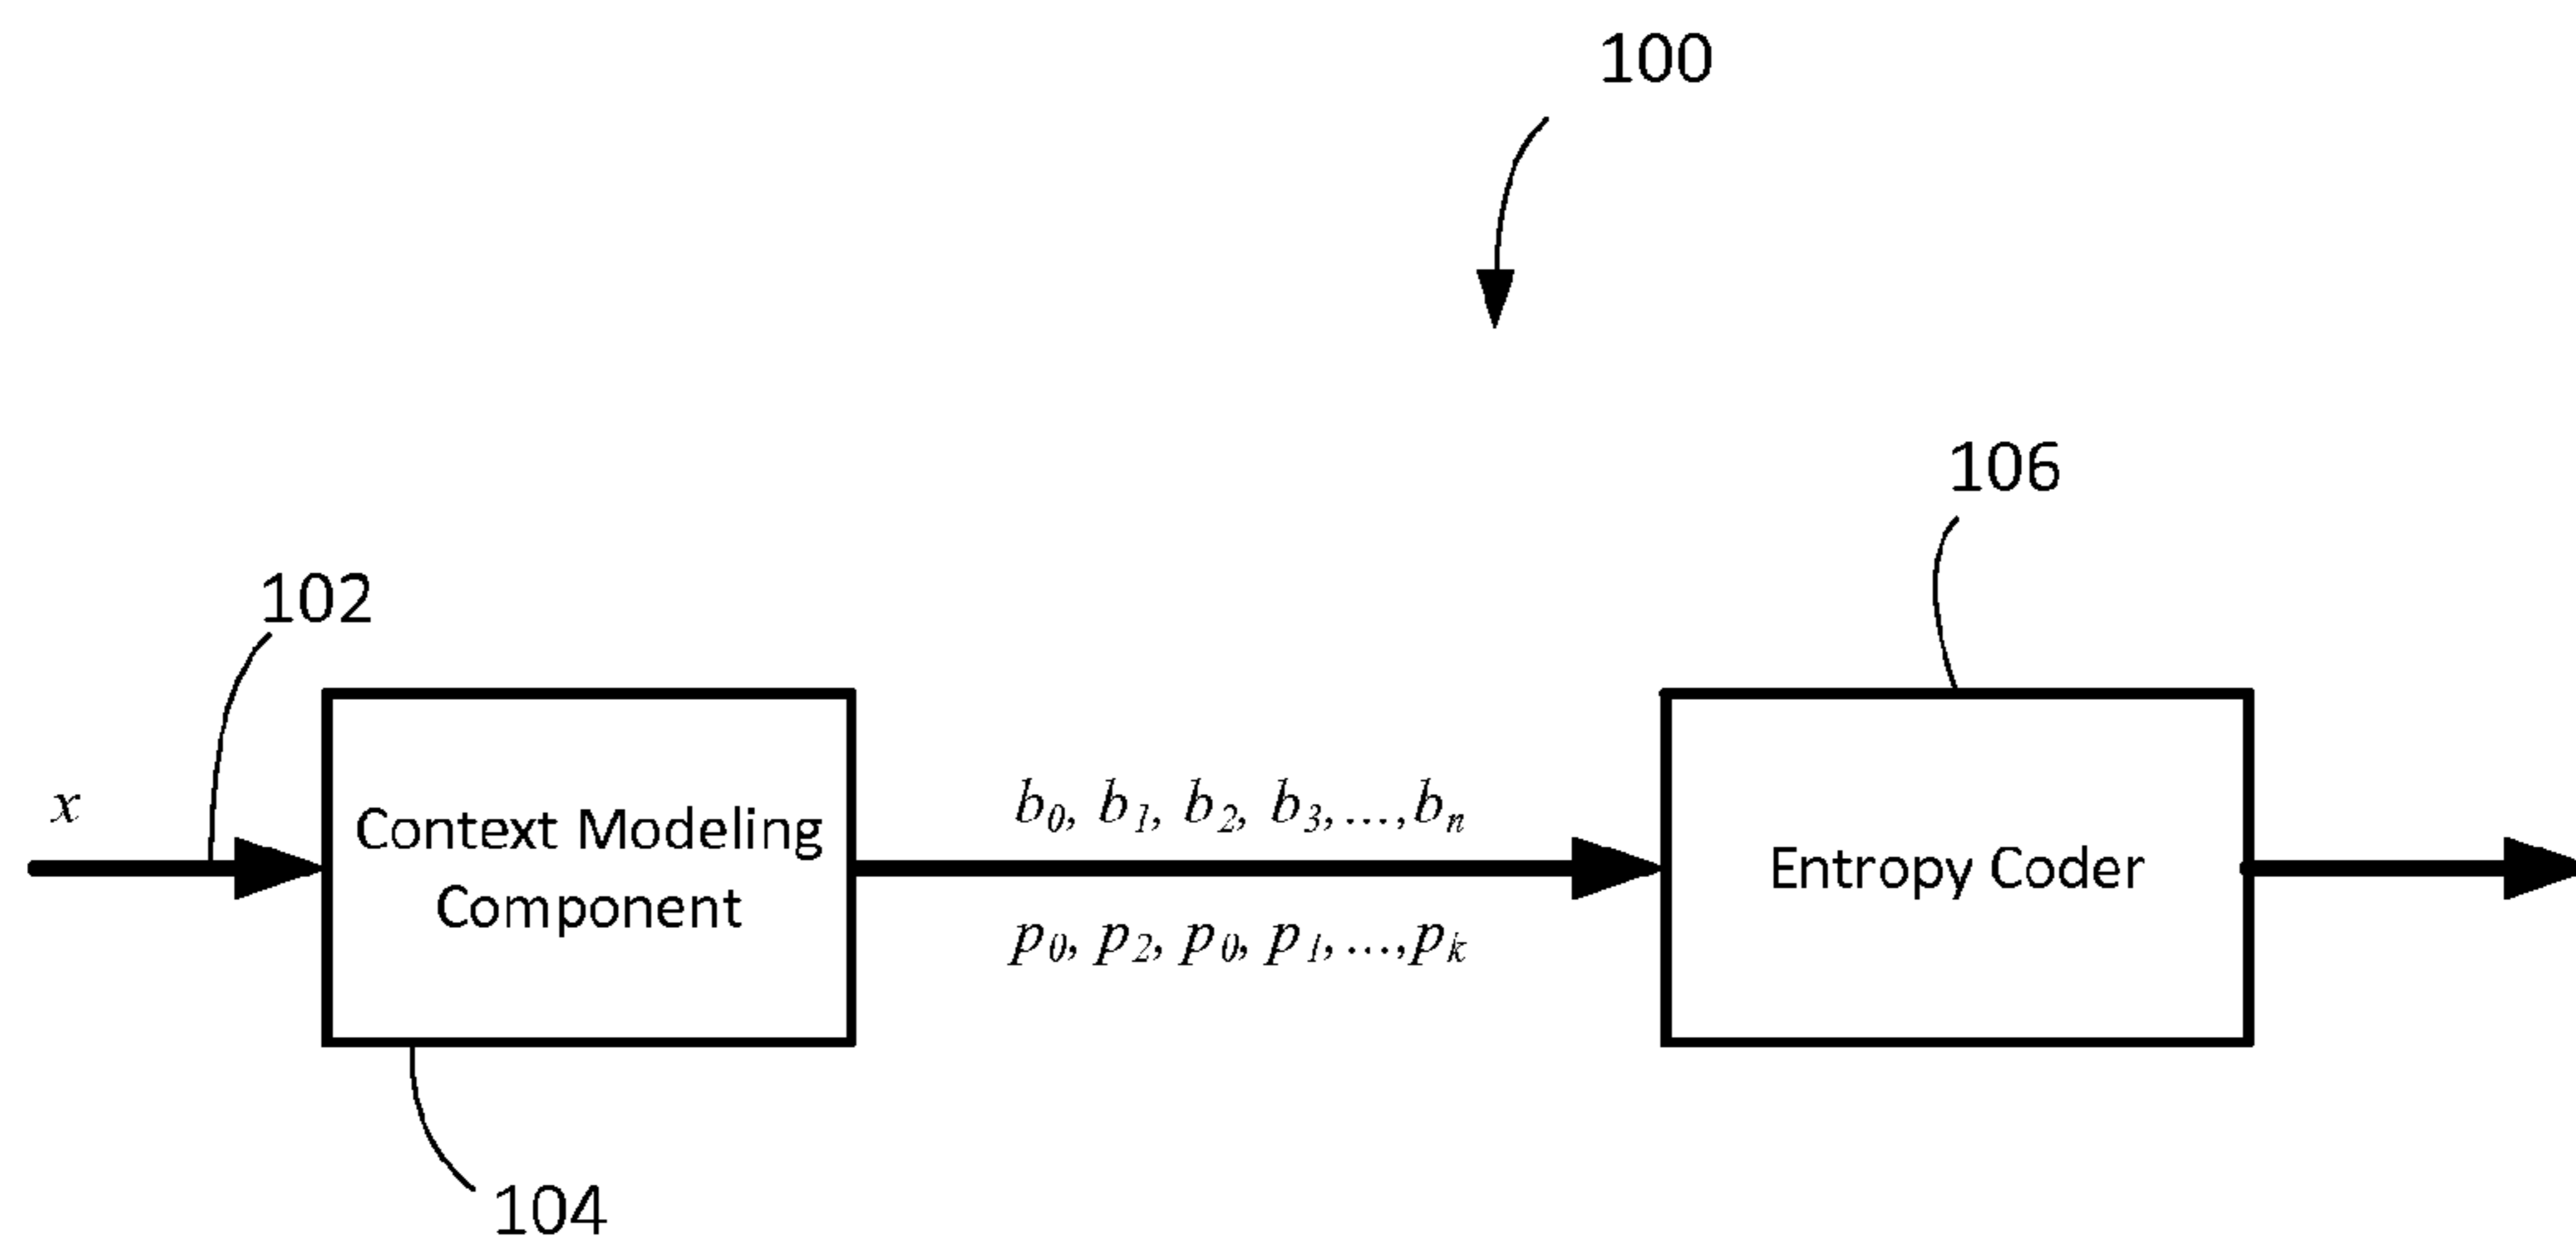 100
106
102
x
b0, b1, b2, b3,...,bn
Context Modeling
Component
Entropy Coder
p0, p2, p0, p1,...,pk
104